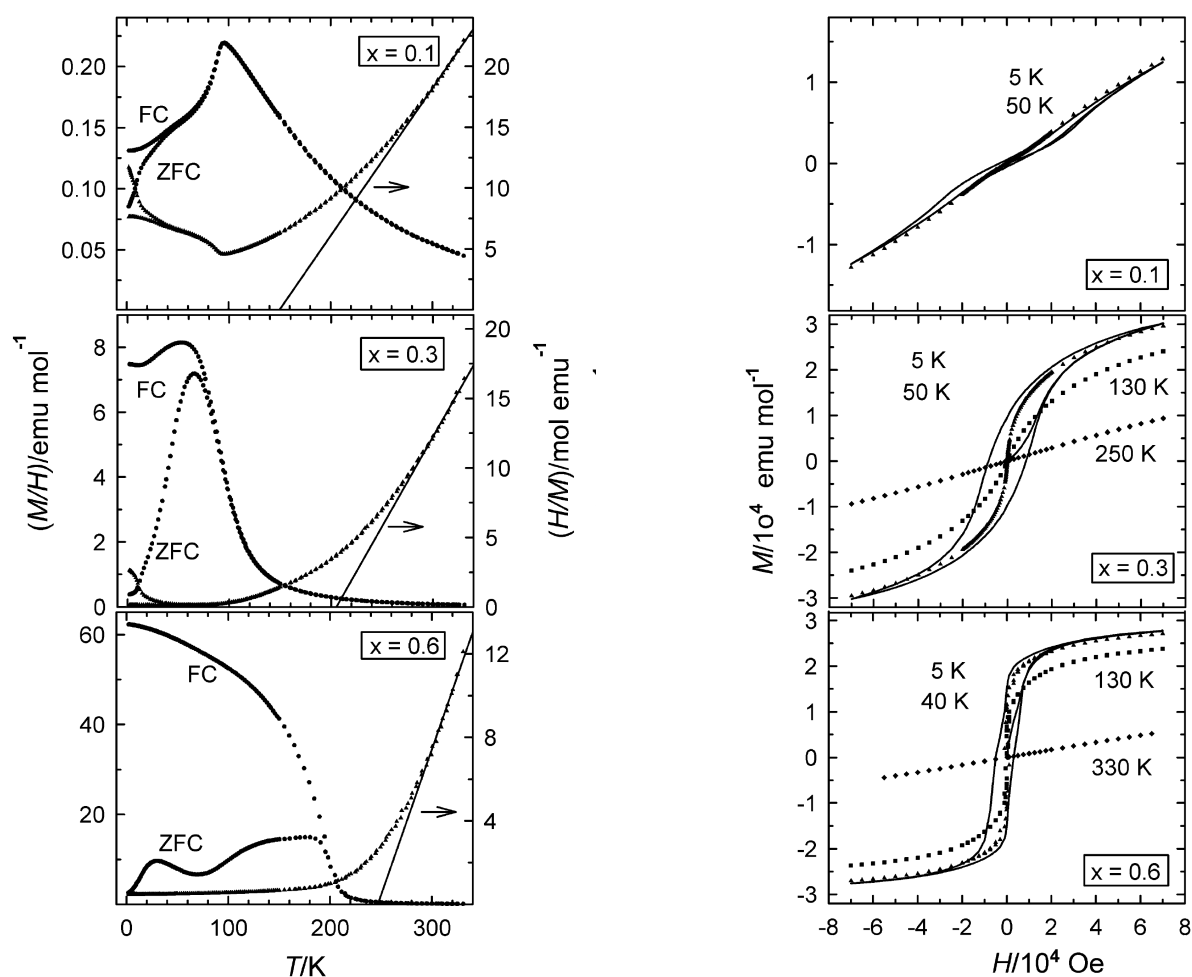 x = 0.1
0.20
0.15
0.10
0.05
FC
ZFC
20
15
10
5
x = 0.3
8
6
4
2
0
FC
ZFC
20
15
10
5
0
(M/H)/emu mol⁻¹
(H/M)/mol emu⁻¹
x = 0.6
60
40
20
FC
ZFC
12
8
4
0 100 200 300
T/K
5 K
50 K
1
0
-1
x = 0.1
3
2
1
0
-1
-2
-3
5 K
50 K
130 K
250 K
x = 0.3
M/10⁴ emu mol⁻¹
3
2
1
0
-1
-2
-3
5 K
40 K
130 K
330 K
x = 0.6
-8 -6 -4 -2 0 2 4 6 8
H/10⁴ Oe